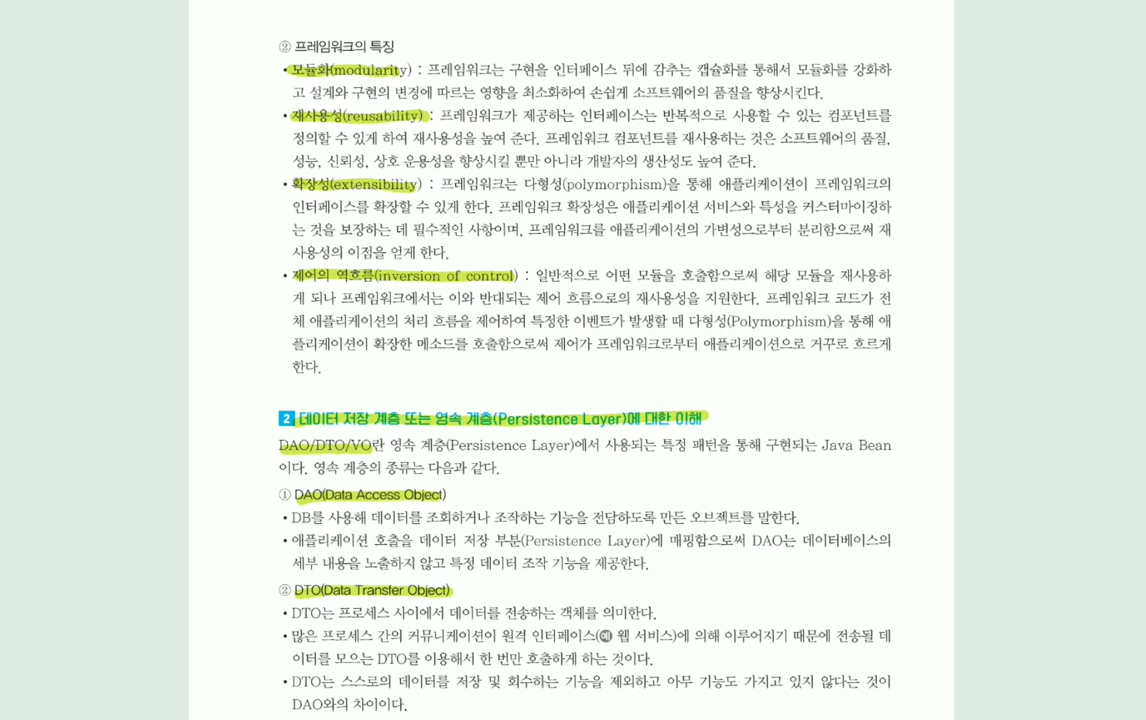 ② 프레임워크의 특징
• 모듈화(modularity) : 프레임워크는 구현을 인터페이스 뒤에 감추는 캡슐화를 통해서 모듈화를 강화하
고 설계와 구현의 변경에 따르는 영향을 최소화하여 손쉽게 소프트웨어의 품질을 향상시킨다.
• 재사용성(reusability) : 프레임워크가 제공하는 인터페이스는 반복적으로 사용할 수 있는 컴포넌트를
정의할 수 있게 하여 재사용성을 높여 준다. 프레임워크 컴포넌트를 재사용하는 것은 소프트웨어의 품질,
성능, 신뢰성, 상호 운용성을 향상시킬 뿐만 아니라 개발자의 생산성도 높여 준다.
• 확장성(extensibility) : 프레임워크는 다형성(polymorphism)을 통해 애플리케이션이 프레임워크의
인터페이스를 확장할 수 있게 한다. 프레임워크 확장성은 애플리케이션 서비스와 특성을 커스터마이징하
는 것을 보장하는 데 필수적인 사항이며, 프레임워크를 애플리케이션의 가변성으로부터 분리함으로써 재
사용성의 이점을 얻게 한다.
• 제어의 역흐름(inversion of control) : 일반적으로 어떤 모듈을 호출함으로써 해당 모듈을 재사용하
게 되나 프레임워크에서는 이와 반대되는 제어 흐름으로의 재사용성을 지원한다. 프레임워크 코드가 전
체 애플리케이션의 처리 흐름을 제어하여 특정한 이벤트가 발생할 때 다형성(Polymorphism)을 통해 애
플리케이션이 확장한 메소드를 호출함으로써 제어가 프레임워크로부터 애플리케이션으로 거꾸로 흐르게
한다.
2 데이터 저장 계층 또는 영속 계층(Persistence Layer)에 대한 이해
DAO/DTO/VO란 영속 계층(Persistence Layer)에서 사용되는 특정 패턴을 통해 구현되는 Java Bean
이다. 영속 계층의 종류는 다음과 같다.
① DAO(Data Access Object)
• DB를 사용해 데이터를 조회하거나 조작하는 기능을 전담하도록 만든 오브젝트를 말한다.
• 애플리케이션 호출을 데이터 저장 부분(Persistence Layer)에 매핑함으로써 DAO는 데이터베이스의
세부 내용을 노출하지 않고 특정 데이터 조작 기능을 제공한다.
② DTO(Data Transfer Object)
• DTO는 프로세스 사이에서 데이터를 전송하는 객체를 의미한다.
• 많은 프로세스 간의 커뮤니케이션이 원격 인터페이스(예 웹 서비스)에 의해 이루어지기 때문에 전송될 데
이터를 모으는 DTO를 이용해서 한 번만 호출하게 하는 것이다.
• DTO는 스스로의 데이터를 저장 및 회수하는 기능을 제외하고 아무 기능도 가지고 있지 않다는 것이
DAO와의 차이이다.